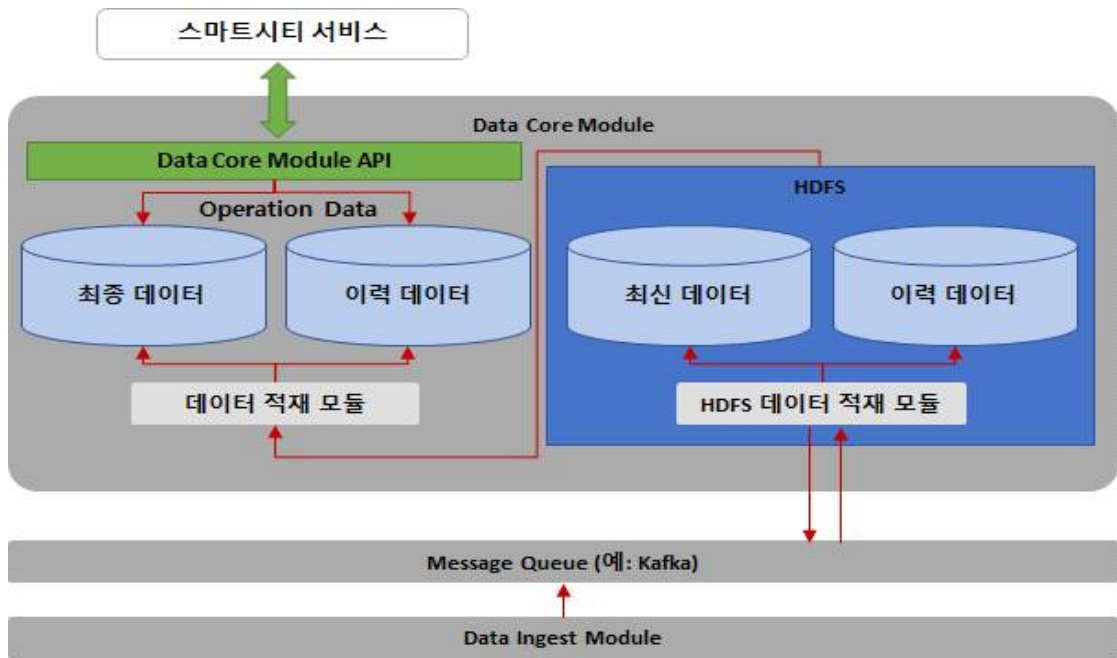 스마트시티 서비스
Data Core Module
Data Core Module API
HDFS
Operation Data
최종 데이터
이력 데이터
최신 데이터
이력 데이터
데이터 적재 모듈
HDFS 데이터 적재 모듈
Message Queue (예: Kafka)
Data Ingest Module